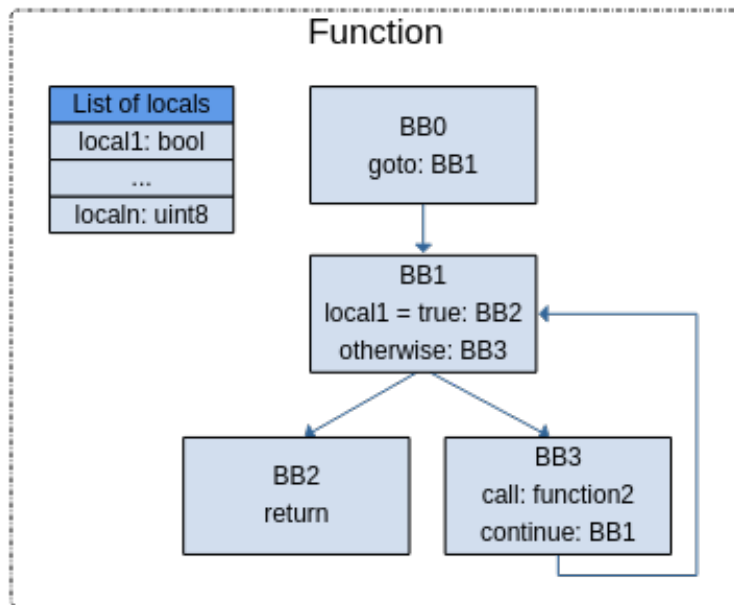 Function
List of locals
local1: bool
...
localn: uint8
BB0
goto: BB1
BB1
local1 = true: BB2
otherwise: BB3
BB2
return
BB3
call: function2
continue: BB1